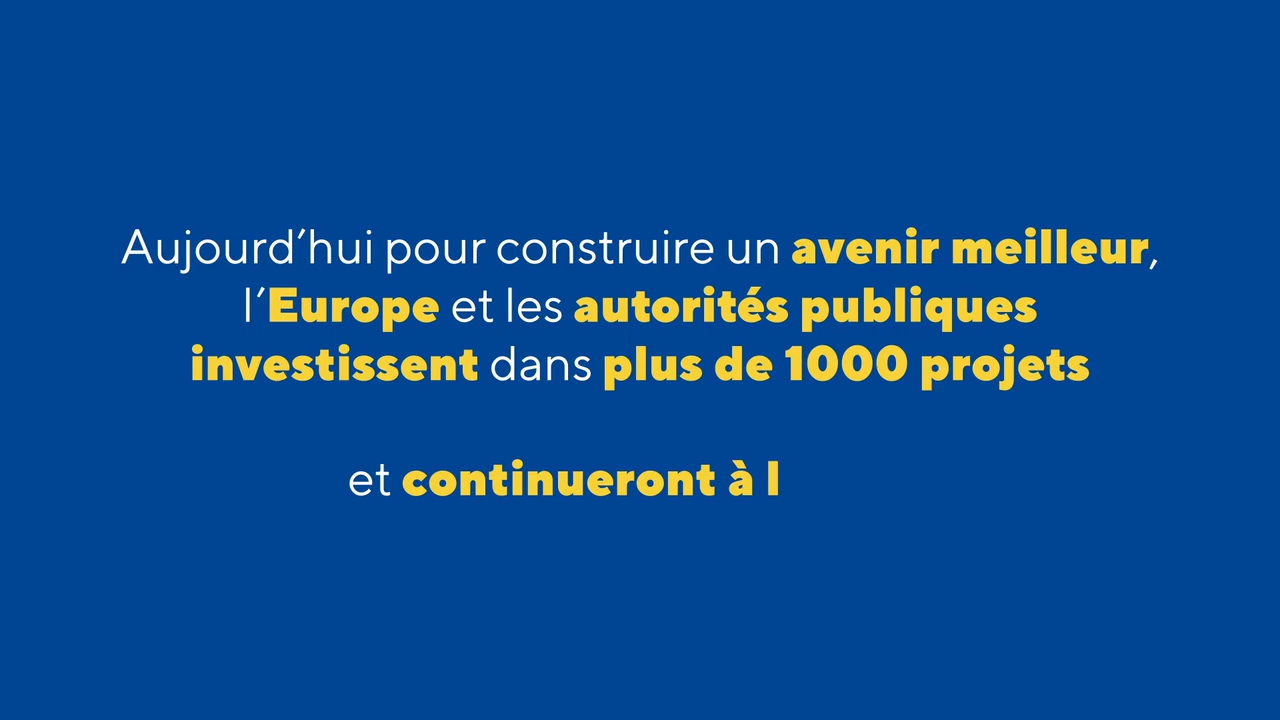 Aujourd’hui pour construire un avenir meilleur,
l’Europe et les autorités publiques
investissent dans plus de 1000 projets
et continueront à l